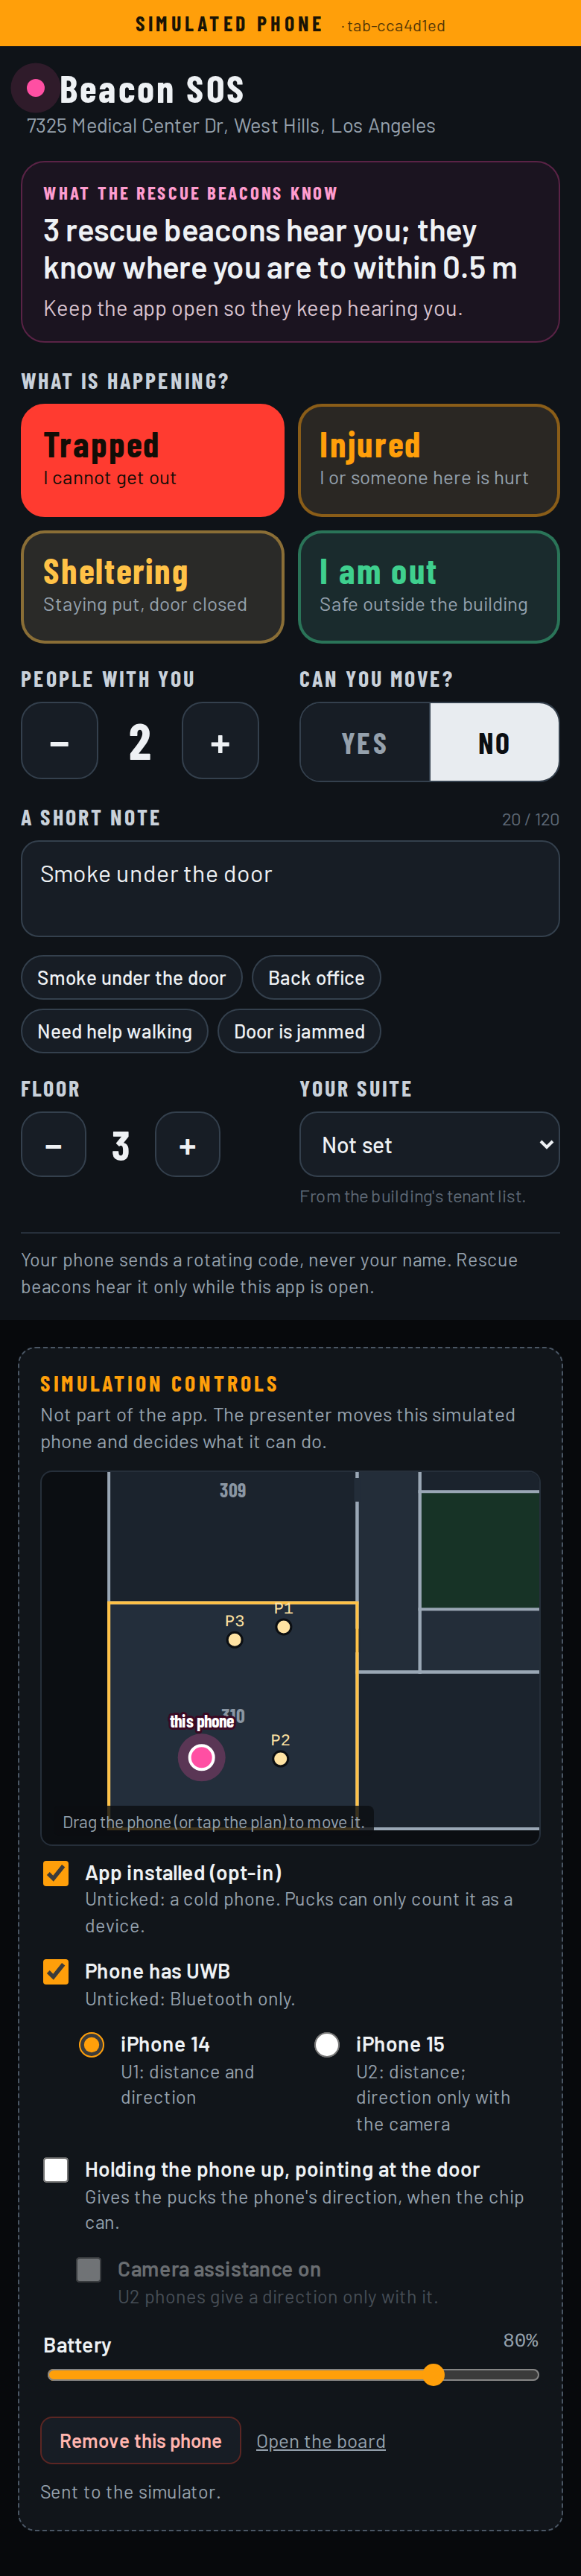 SIMULATED PHONE · tab-cca4d1ed
Beacon SOS
7325 Medical Center Dr, West Hills, Los Angeles
WHAT THE RESCUE BEACONS KNOW
3 rescue beacons hear you; they
know where you are to within 0.5 m
Keep the app open so they keep hearing you.
WHAT IS HAPPENING?
Trapped
I cannot get out
Injured
I or someone here is hurt
Sheltering
Staying put, door closed
I am out
Safe outside the building
PEOPLE WITH YOU
− 2 +
CAN YOU MOVE?
YES NO
A SHORT NOTE 20 / 120
Smoke under the door
Smoke under the door Back office
Need help walking Door is jammed
FLOOR
− 3 +
YOUR SUITE
Not set
From the building's tenant list.
Your phone sends a rotating code, never your name. Rescue
beacons hear it only while this app is open.
SIMULATION CONTROLS
Not part of the app. The presenter moves this simulated
phone and decides what it can do.
309
P1
P3
310
this phone
P2
Drag the phone (or tap the plan) to move it.
App installed (opt-in)
Unticked: a cold phone. Pucks can only count it as a
device.
Phone has UWB
Unticked: Bluetooth only.
iPhone 14
U1: distance and
direction
iPhone 15
U2: distance;
direction only with
the camera
Holding the phone up, pointing at the door
Gives the pucks the phone's direction, when the chip
can.
Camera assistance on
U2 phones give a direction only with it.
Battery 80%
Remove this phone Open the board
Sent to the simulator.